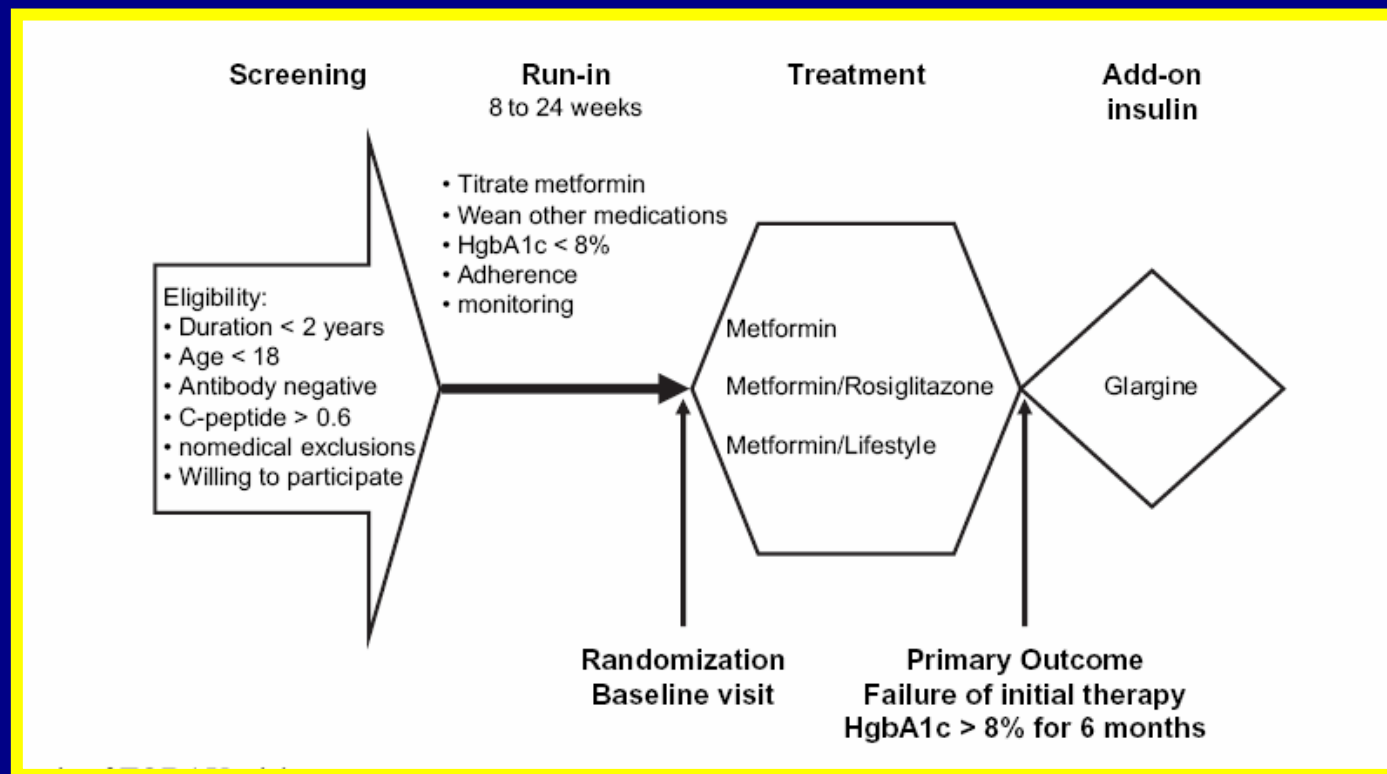 Screening
Run-in
8 to 24 weeks
Treatment
Add-on
insulin
• Titrate metformin
• Wean other medications
• HgbA1c < 8%
• Adherence
• monitoring
Eligibility:
• Duration < 2 years
• Age < 18
• Antibody negative
• C-peptide > 0.6
• nomedical exclusions
• Willing to participate
Metformin
Metformin/Rosiglitazone
Metformin/Lifestyle
Glargine
Randomization
Baseline visit
Primary Outcome
Failure of initial therapy
HgbA1c > 8% for 6 months